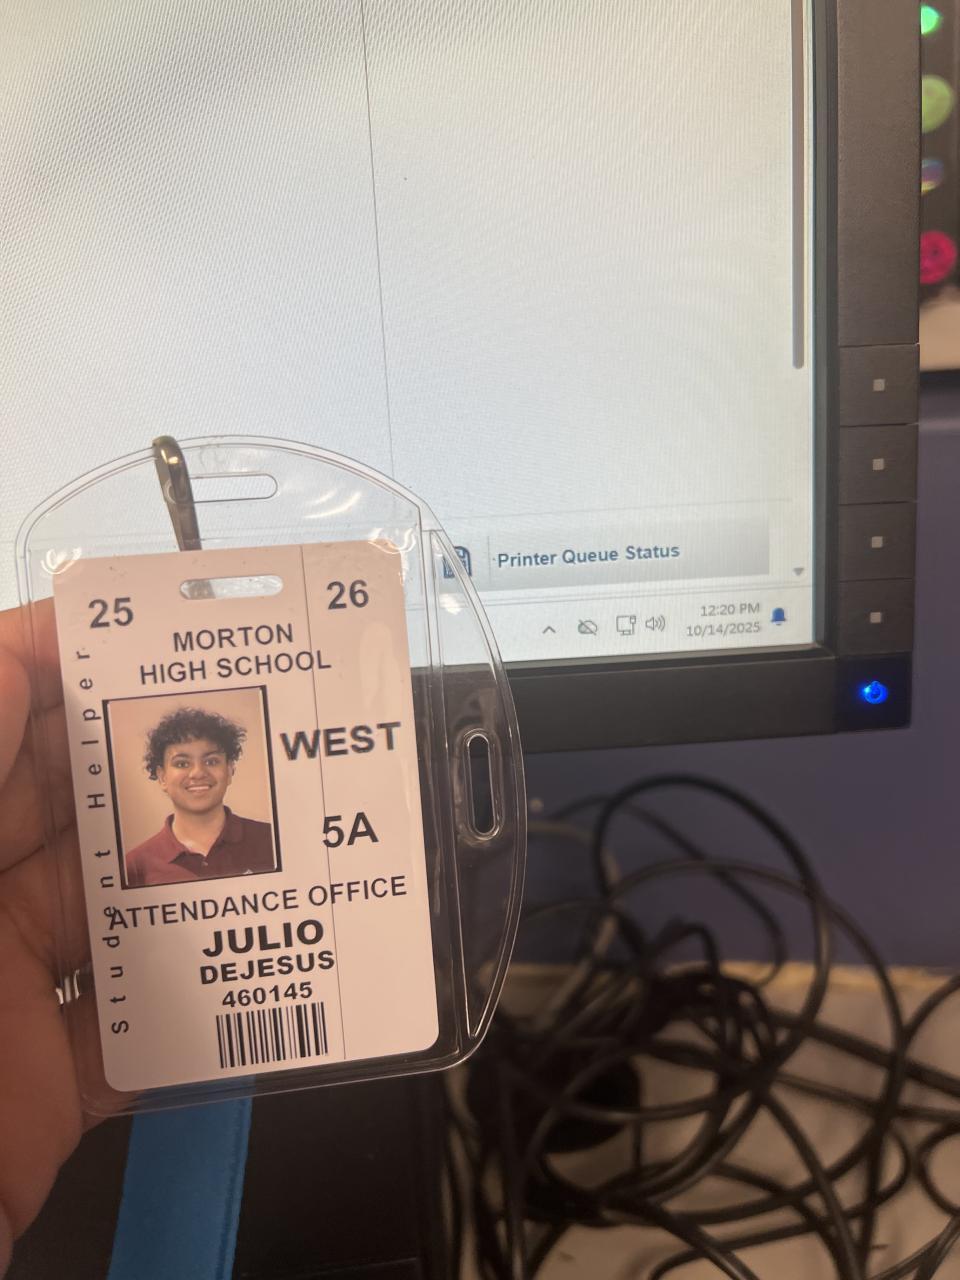 Printer Queue Status
12:20 PM
10/14/2025
25
26
MORTON
HIGH SCHOOL
Student Helper
WEST
5A
ATTENDANCE OFFICE
JULIO
DEJESUS
460145